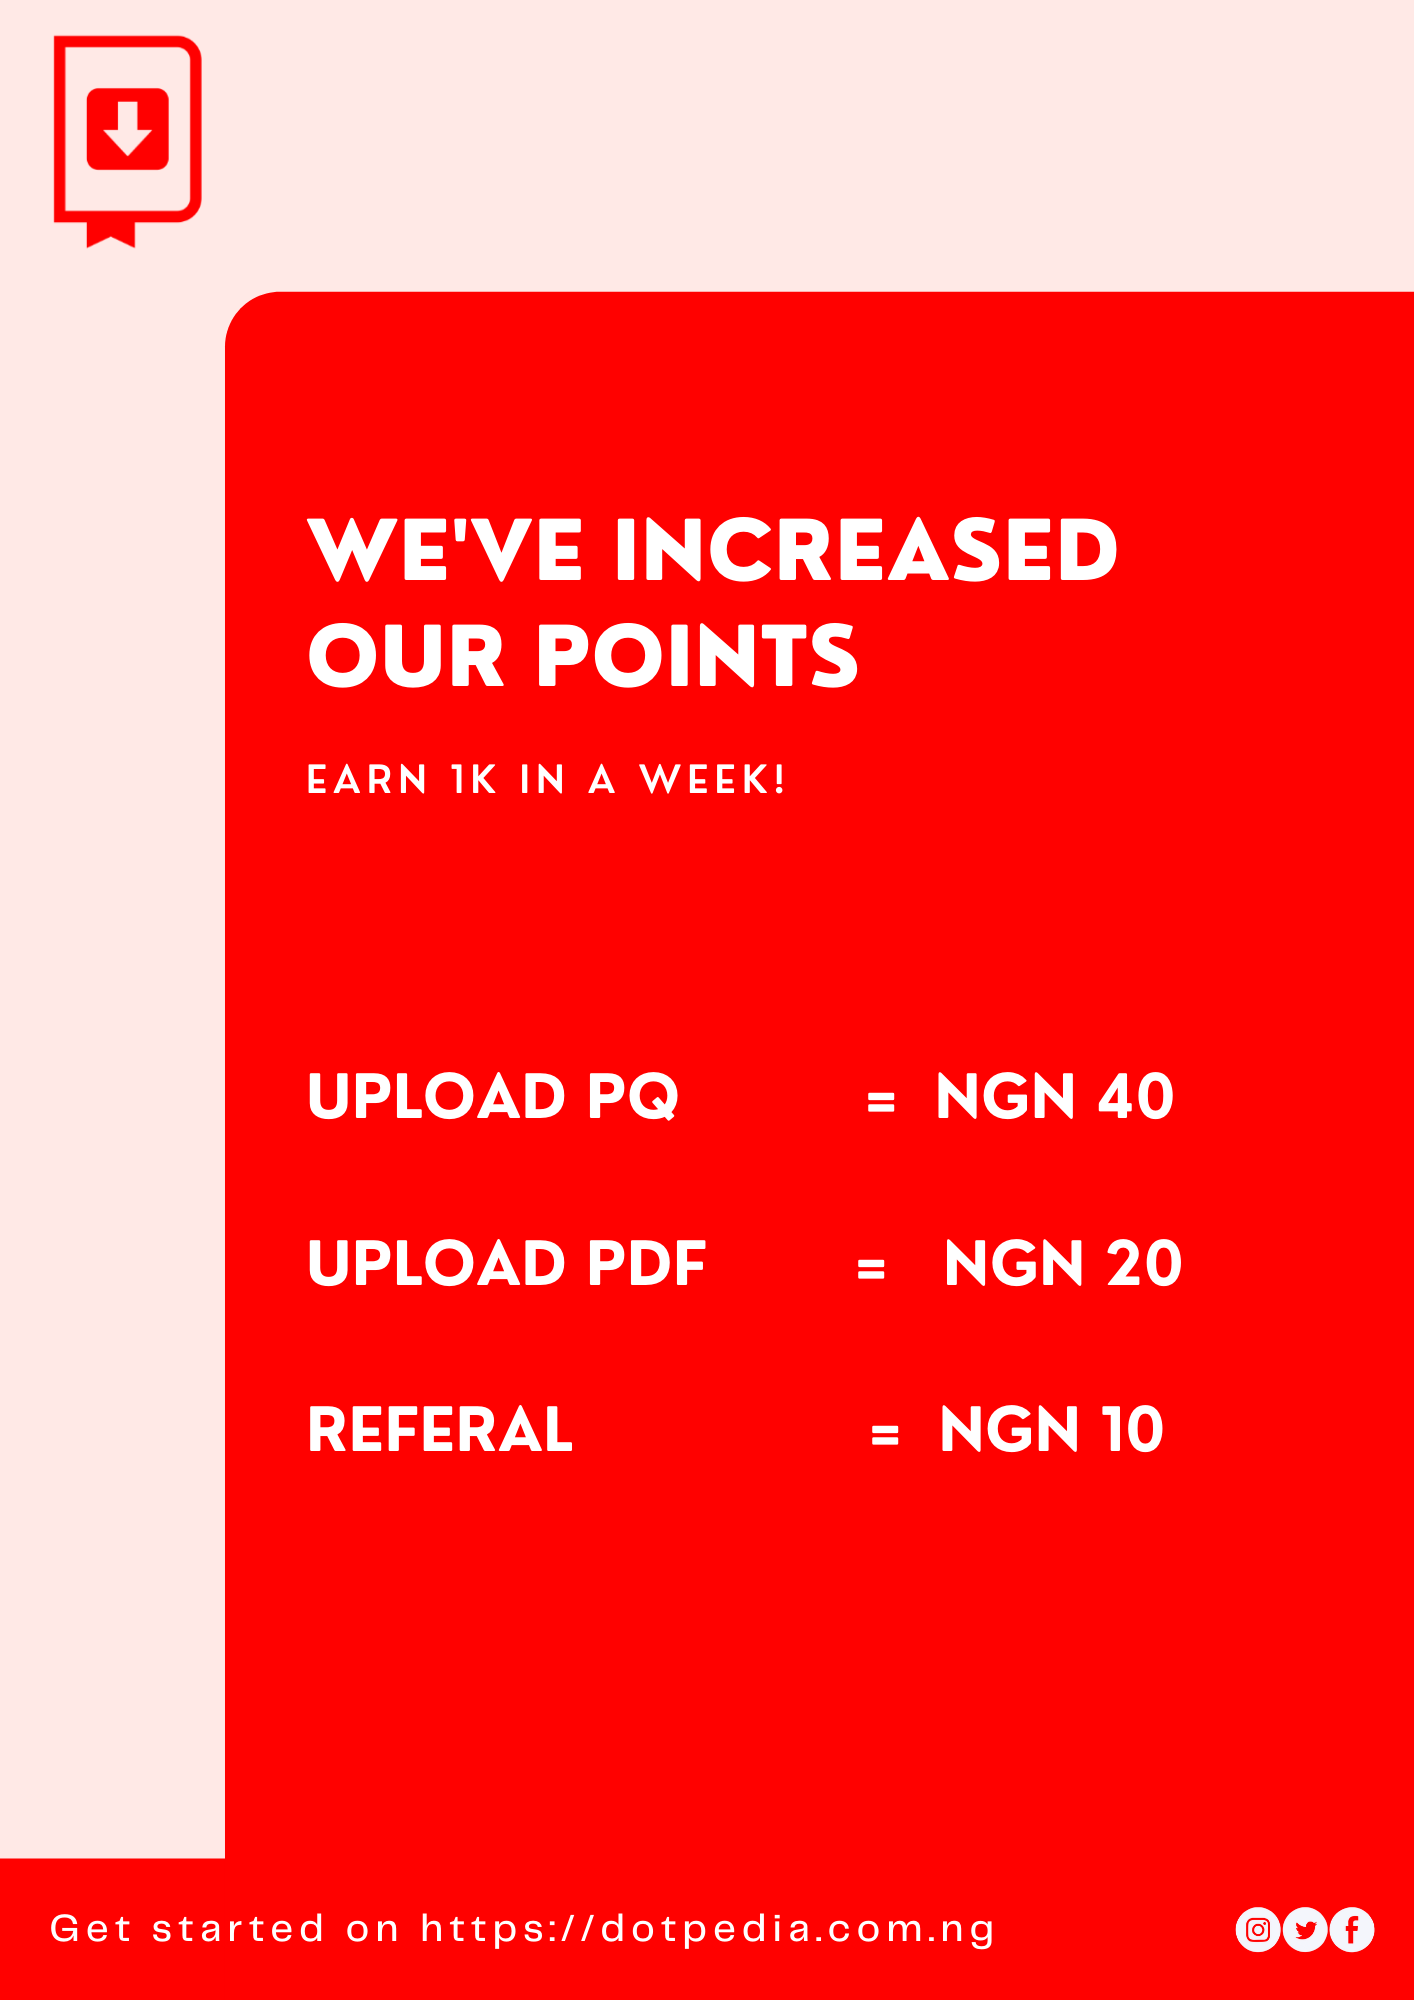 WE'VE INCREASED
OUR POINTS
EARN 1K IN A WEEK!
UPLOAD PQ = NGN 40
UPLOAD PDF = NGN 20
REFERAL = NGN 10
Get started on https://dotpedia.com.ng